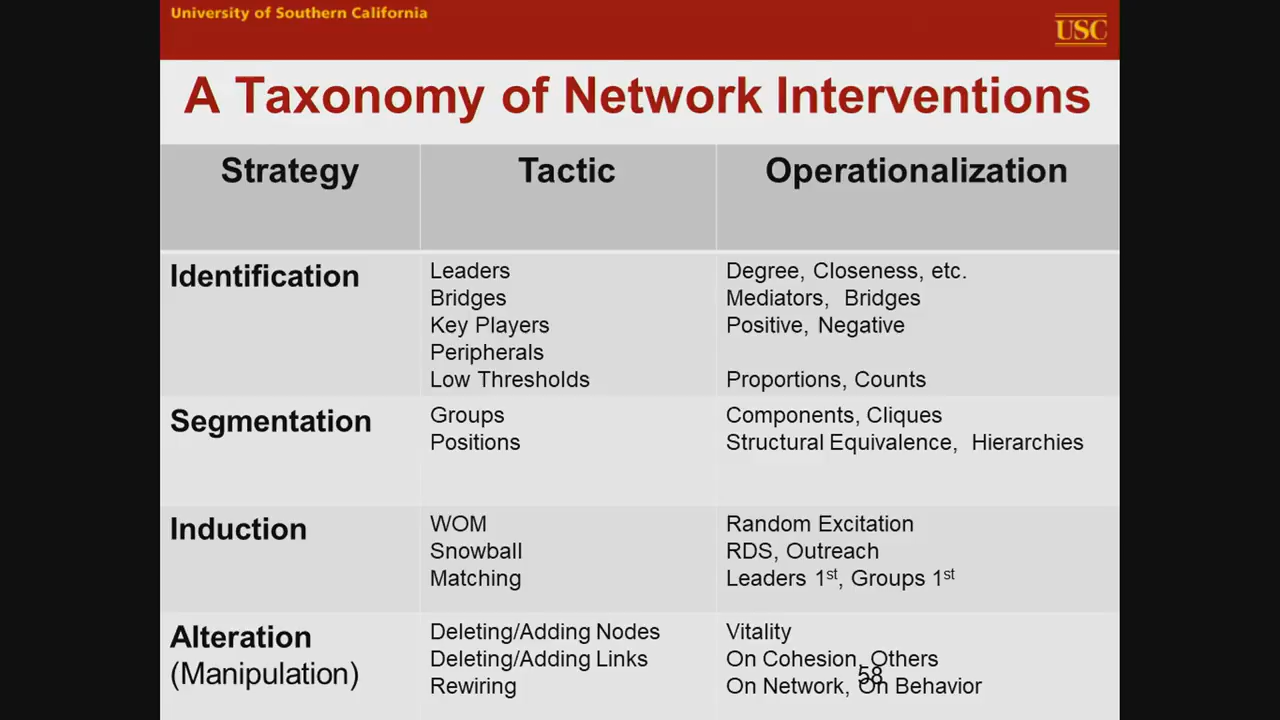 University of Southern California
USC
A Taxonomy of Network Interventions
Strategy Tactic Operationalization
Identification
Leaders Degree, Closeness, etc.
Bridges Mediators, Bridges
Key Players Positive, Negative
Peripherals
Low Thresholds Proportions, Counts
Segmentation
Groups Components, Cliques
Positions Structural Equivalence, Hierarchies
Induction
WOM Random Excitation
Snowball RDS, Outreach
Matching Leaders 1st, Groups 1st
Alteration
(Manipulation)
Deleting/Adding Nodes Vitality
Deleting/Adding Links On Cohesion, Others
Rewiring On Network, On Behavior
58